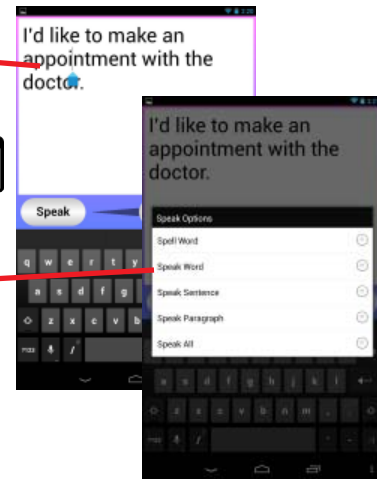 I'd like to make an
appointment with the
doctor.
Speak
q w e r t y
a s d f g
z x c v b
I'd like to make an
appointment with the
doctor.
Speak Options
Spell Word
Speak Word
Speak Sentence
Speak Paragraph
Speak All
a s d f g h j k l
z x c v b n m